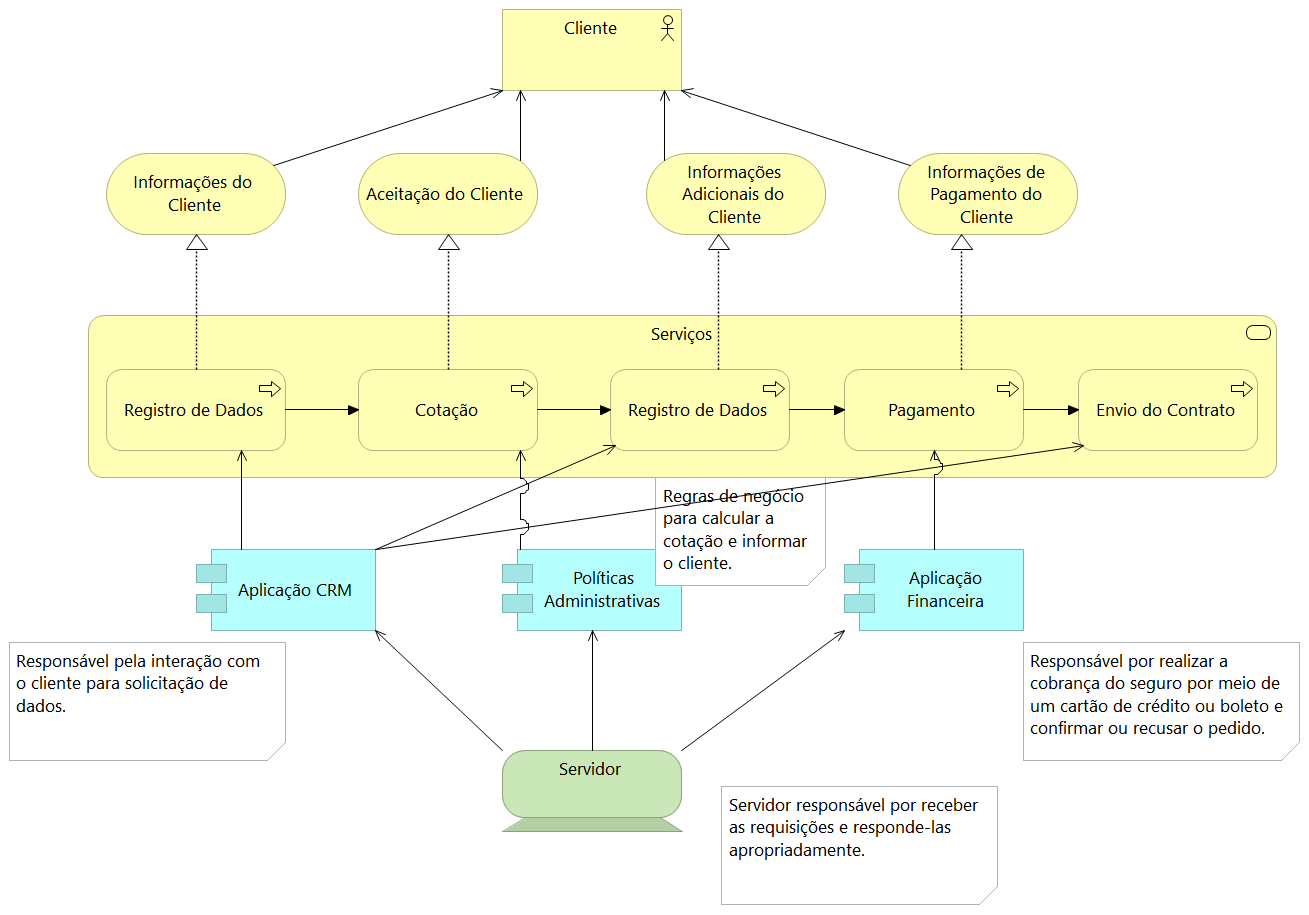 Cliente
Informações do
Cliente
Aceitação do Cliente
Informações
Adicionais do
Cliente
Informações de
Pagamento do
Cliente
Serviços
Registro de Dados
Cotação
Registro de Dados
Pagamento
Envio do Contrato
Regras de negócio
para calcular a
cotação e informar
o cliente.
Aplicação CRM
Políticas
Administrativas
Aplicação
Financeira
Responsável pela interação com
o cliente para solicitação de
dados.
Responsável por realizar a
cobrança do seguro por meio de
um cartão de crédito ou boleto e
confirmar ou recusar o pedido.
Servidor
Servidor responsável por receber
as requisições e responde-las
apropriadamente.